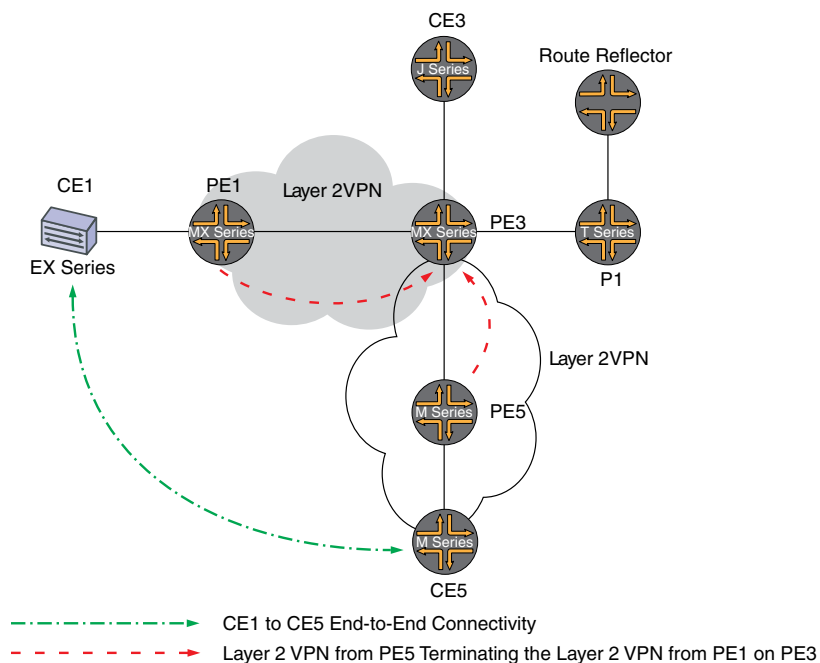 CE3
J Series
Route Reflector
CE1
PE1
Layer 2VPN
MX Series
MX Series
PE3
T Series
EX Series
P1
Layer 2VPN
M Series
PE5
M Series
CE5
CE1 to CE5 End-to-End Connectivity
Layer 2 VPN from PE5 Terminating the Layer 2 VPN from PE1 on PE3